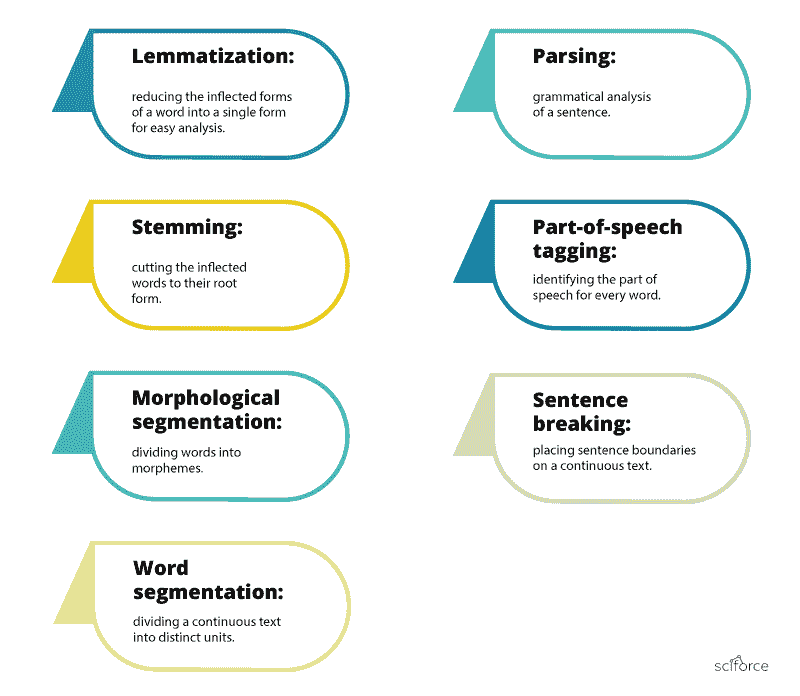 Lemmatization:
reducing the inflected forms
of a word into a single form
for easy analysis.
Stemming:
cutting the inflected
words to their root
form.
Morphological
segmentation:
dividing words into
morphemes.
Word
segmentation:
dividing a continuous text
into distinct units.
Parsing:
grammatical analysis
of a sentence.
Part-of-speech
tagging:
identifying the part of
speech for every word.
Sentence
breaking:
placing sentence boundaries
on a continuous text.
sciforce